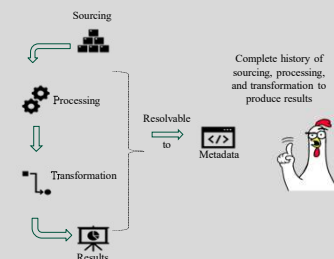 Sourcing
Processing
Transformation
Results
Resolvable
to
Metadata
Complete history of
sourcing, processing,
and transformation to
produce results